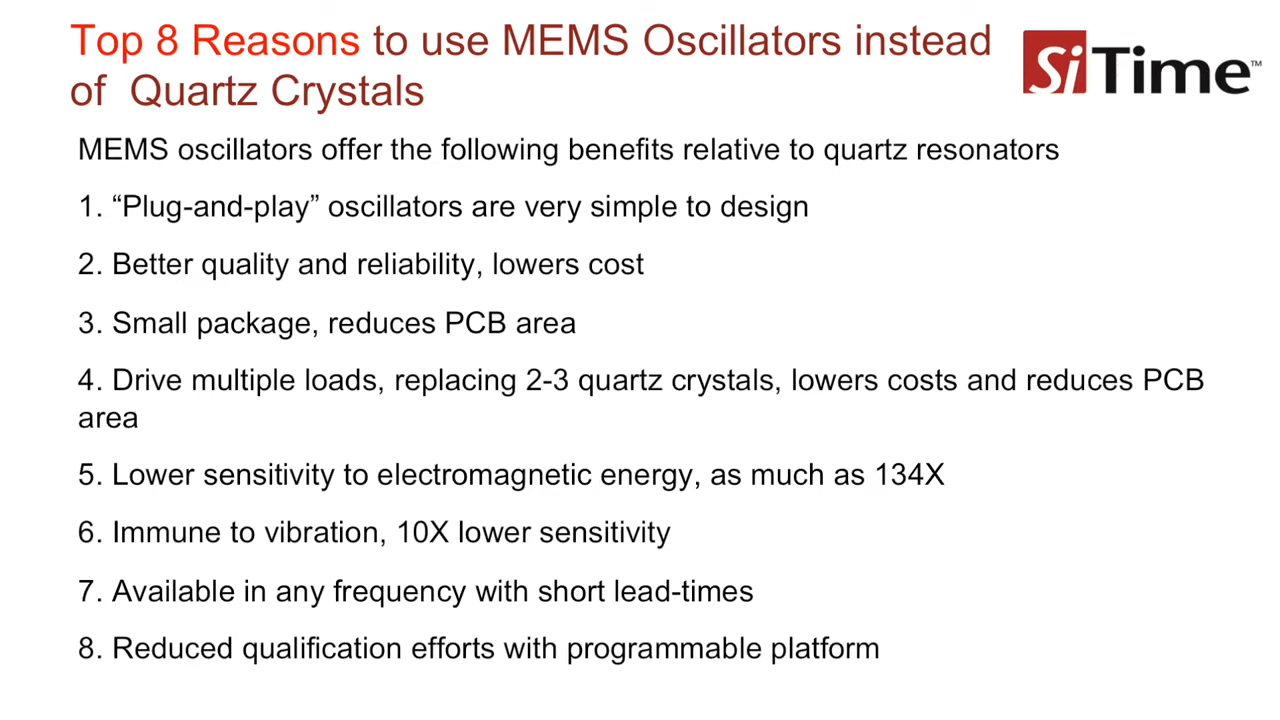 Top 8 Reasons to use MEMS Oscillators instead
of  Quartz Crystals
SiTime™
MEMS oscillators offer the following benefits relative to quartz resonators
1. “Plug-and-play” oscillators are very simple to design
2. Better quality and reliability, lowers cost
3. Small package, reduces PCB area
4. Drive multiple loads, replacing 2-3 quartz crystals, lowers costs and reduces PCB
area
5. Lower sensitivity to electromagnetic energy, as much as 134X
6. Immune to vibration, 10X lower sensitivity
7. Available in any frequency with short lead-times
8. Reduced qualification efforts with programmable platform